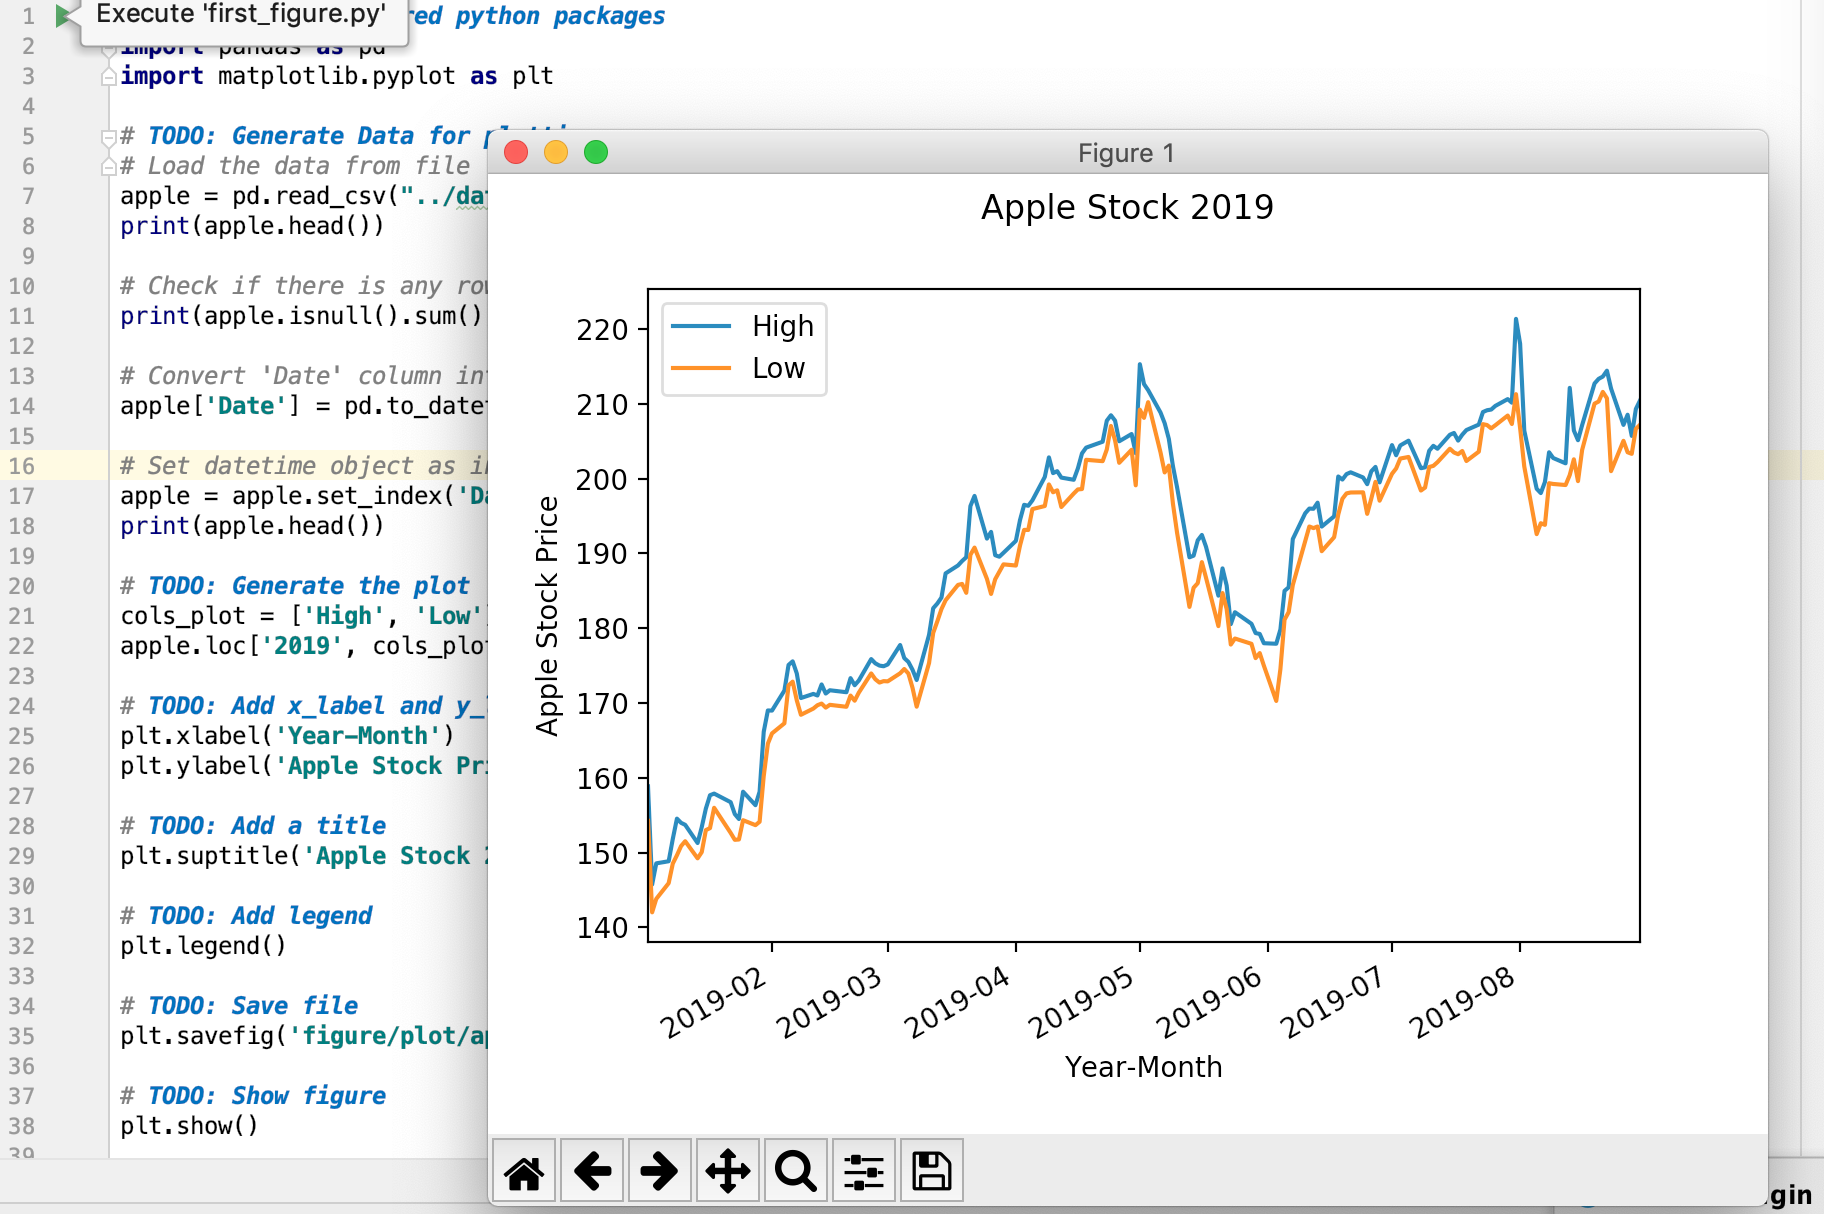 1 Execute 'first_figure.py' red python packages
2 import pandas as pd
3 import matplotlib.pyplot as plt
4
5 # TODO: Generate Data for
6 # Load the data from file
7 apple = pd.read_csv("../da
8 print(apple.head())
9
10 # Check if there is any ro
11 print(apple.isnull().sum()
12
13 # Convert 'Date' column in
14 apple['Date'] = pd.to_date
15
16 # Set datetime object as i
17 apple = apple.set_index('Da
18 print(apple.head())
19
20 # TODO: Generate the plot
21 cols_plot = ['High', 'Low'
22 apple.loc['2019', cols_plo
23
24 # TODO: Add x_label and y_
25 plt.xlabel('Year-Month')
26 plt.ylabel('Apple Stock Pri
27
28 # TODO: Add a title
29 plt.suptitle('Apple Stock 2
30
31 # TODO: Add legend
32 plt.legend()
33
34 # TODO: Save file
35 plt.savefig('figure/plot/ap
36
37 # TODO: Show figure
38 plt.show()
39
Figure 1
Apple Stock 2019
High
Low
220
210
200
190
180
170
160
150
140
Apple Stock Price
2019-02 2019-03 2019-04 2019-05 2019-06 2019-07 2019-08
Year-Month
gin